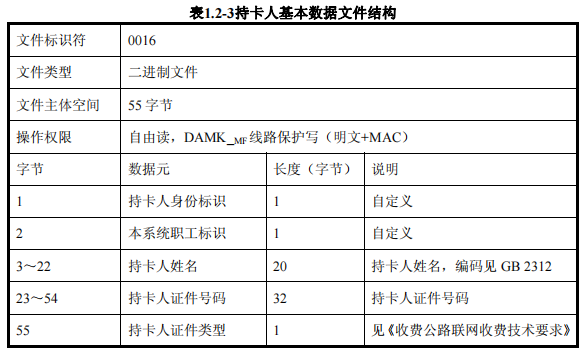 表1.2-3持卡人基本数据文件结构
文件标识符 0016
文件类型 二进制文件
文件主体空间 55 字节
操作权限 自由读，DAMK_MF线路保护写（明文+MAC）
字节 数据元 长度（字节） 说明
1 持卡人身份标识 1 自定义
2 本系统职工标识 1 自定义
3～22 持卡人姓名 20 持卡人姓名，编码见 GB 2312
23～54 持卡人证件号码 32 持卡人证件号码
55 持卡人证件类型 1 见《收费公路联网收费技术要求》